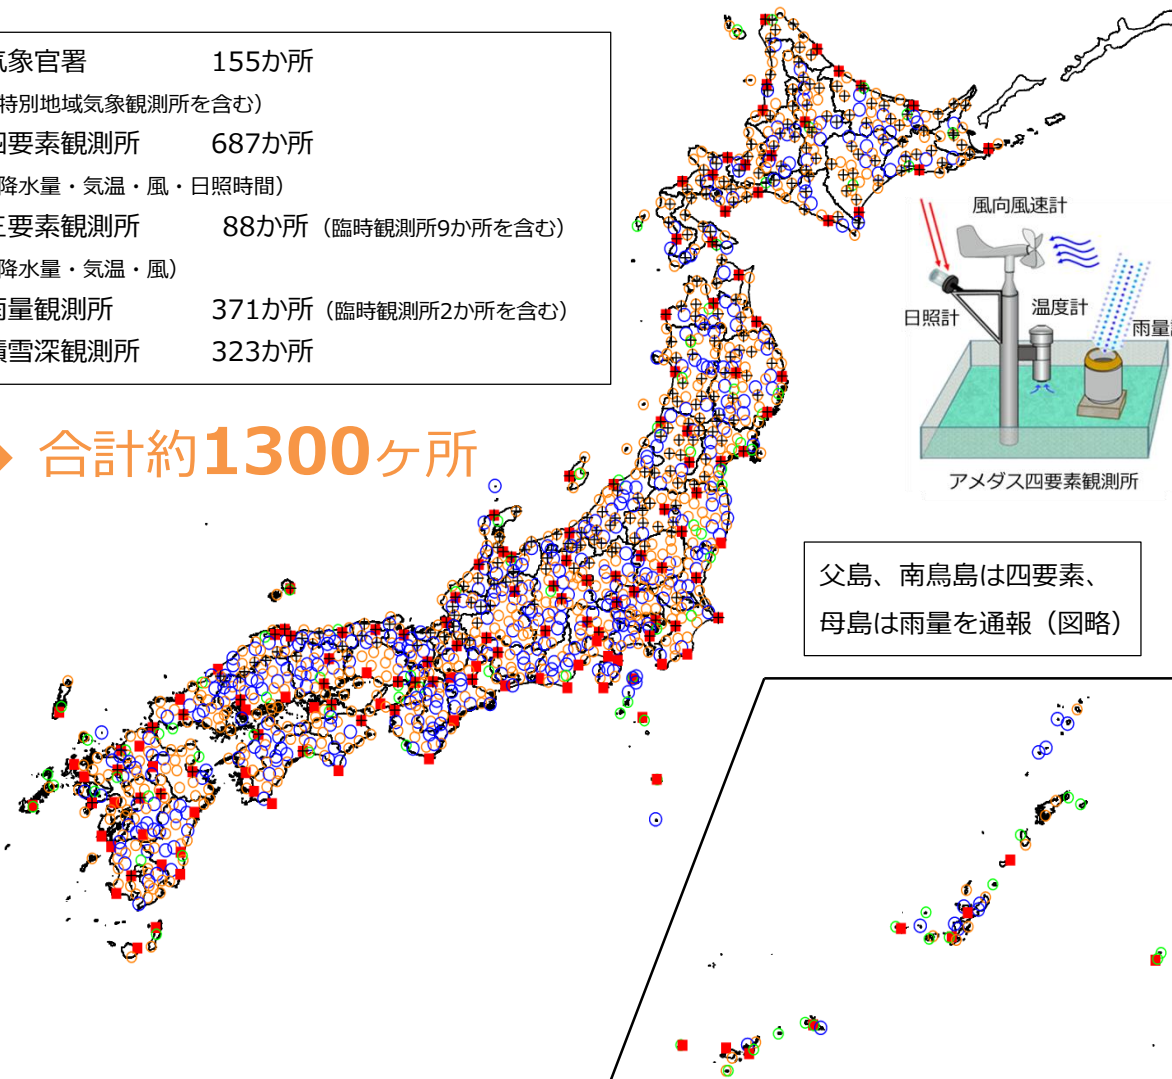 気象官署 155か所
特別地域気象観測所を含む）
四要素観測所 687か所
降水量・気温・風・日照時間）
三要素観測所 88か所（臨時観測所9か所を含む）
降水量・気温・風）
雨量観測所 371か所（臨時観測所2か所を含む）
積雪深観測所 323か所
合計約1300ヶ所
風向風速計
日照計
温度計
雨量計
アメダス四要素観測所
父島、南鳥島は四要素、
母島は雨量を通報（図略）